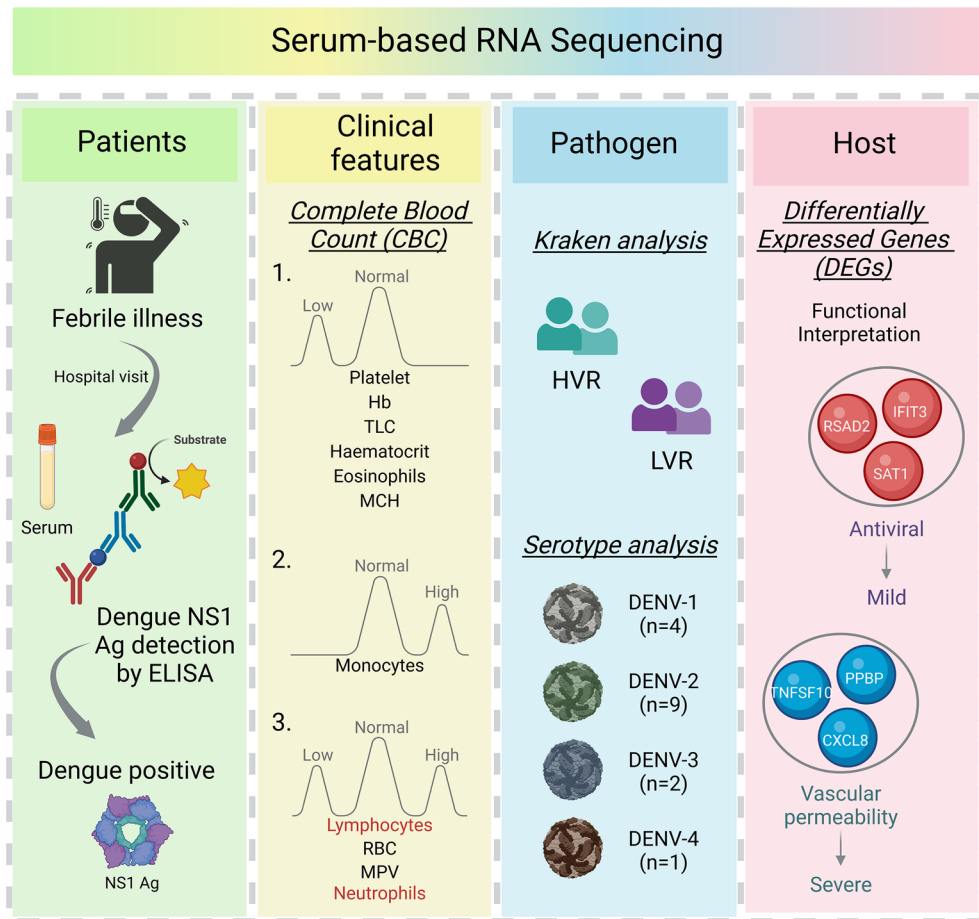 Serum-based RNA Sequencing
Patients
Febrile illness
Hospital visit
Substrate
Serum
Dengue NS1
Ag detection
by ELISA
Dengue positive
NS1 Ag
Clinical
features
Complete Blood
Count (CBC)
1.
Normal
Low
Platelet
Hb
TLC
Haematocrit
Eosinophils
MCH
2.
Normal
High
Monocytes
3.
Normal
Low
High
Lymphocytes
RBC
MPV
Neutrophils
Pathogen
Kraken analysis
HVR
LVR
Serotype analysis
DENV-1
(n=4)
DENV-2
(n=9)
DENV-3
(n=2)
DENV-4
(n=1)
Host
Differentially
Expressed Genes
(DEGs)
Functional
Interpretation
IFIT3
RSAD2
SAT1
Antiviral
Mild
PPBP
TNFSF10
CXCL8
Vascular
permeability
Severe